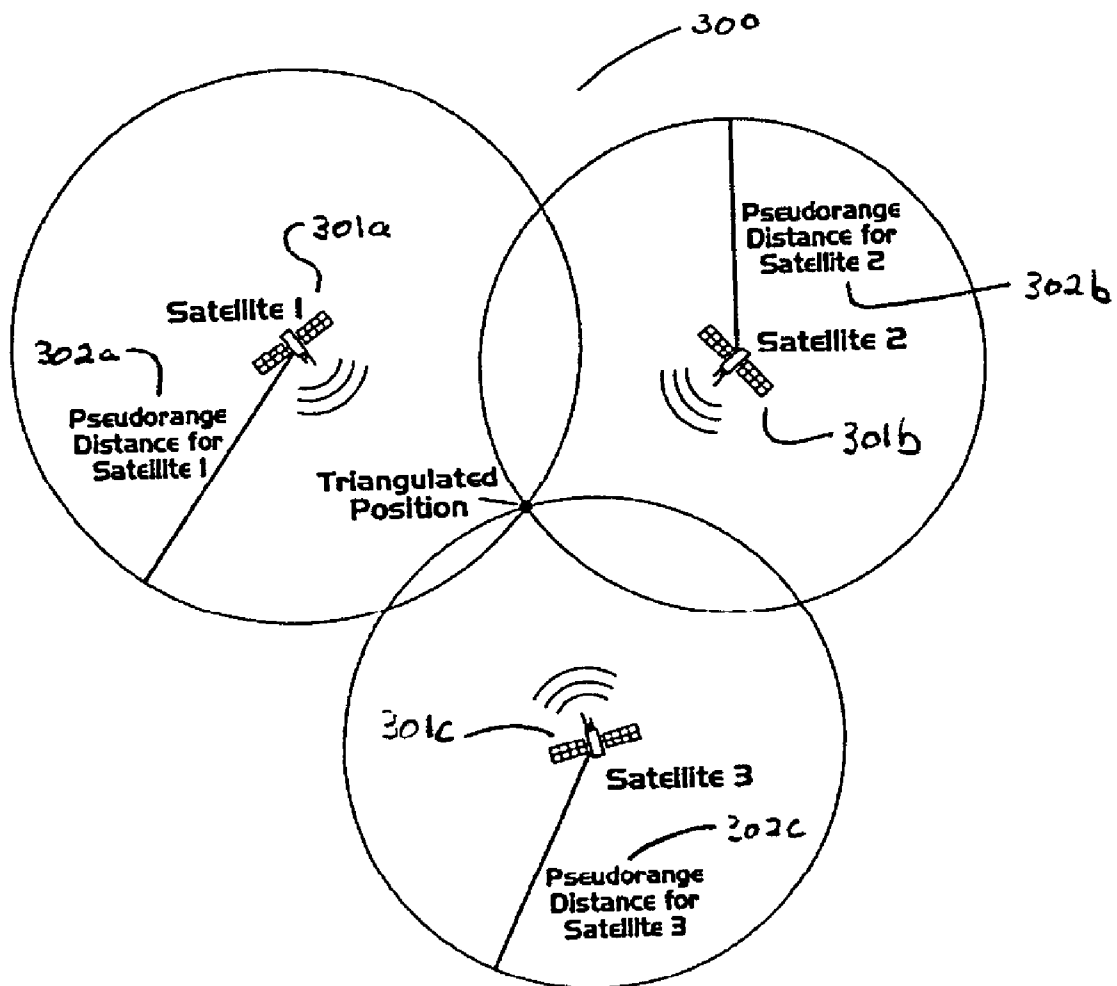 300
301a
Satellite 1
302a
Pseudorange
Distance for
Satellite 1
Pseudorange
Distance for
Satellite 2
302b
Satellite 2
301b
Triangulated
Position
301c
Satellite 3
302c
Pseudorange
Distance for
Satellite 3